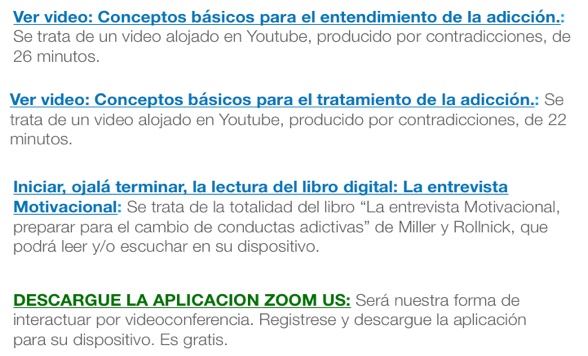 Ver video: Conceptos básicos para el entendimiento de la adicción.:
Se trata de un video alojado en Youtube, producido por contradicciones, de
26 minutos.
Ver video: Conceptos básicos para el tratamiento de la adicción.: Se
trata de un video alojado en Youtube, producido por contradicciones, de 22
minutos.
Iniciar, ojalá terminar, la lectura del libro digital: La entrevista
Motivacional: Se trata de la totalidad del libro “La entrevista Motivacional,
preparar para el cambio de conductas adictivas” de Miller y Rollnick, que
podrá leer y/o escuchar en su dispositivo.
DESCARGUE LA APLICACION ZOOM US: Será nuestra forma de
interactuar por videoconferencia. Registrese y descargue la aplicación
para su dispositivo. Es gratis.